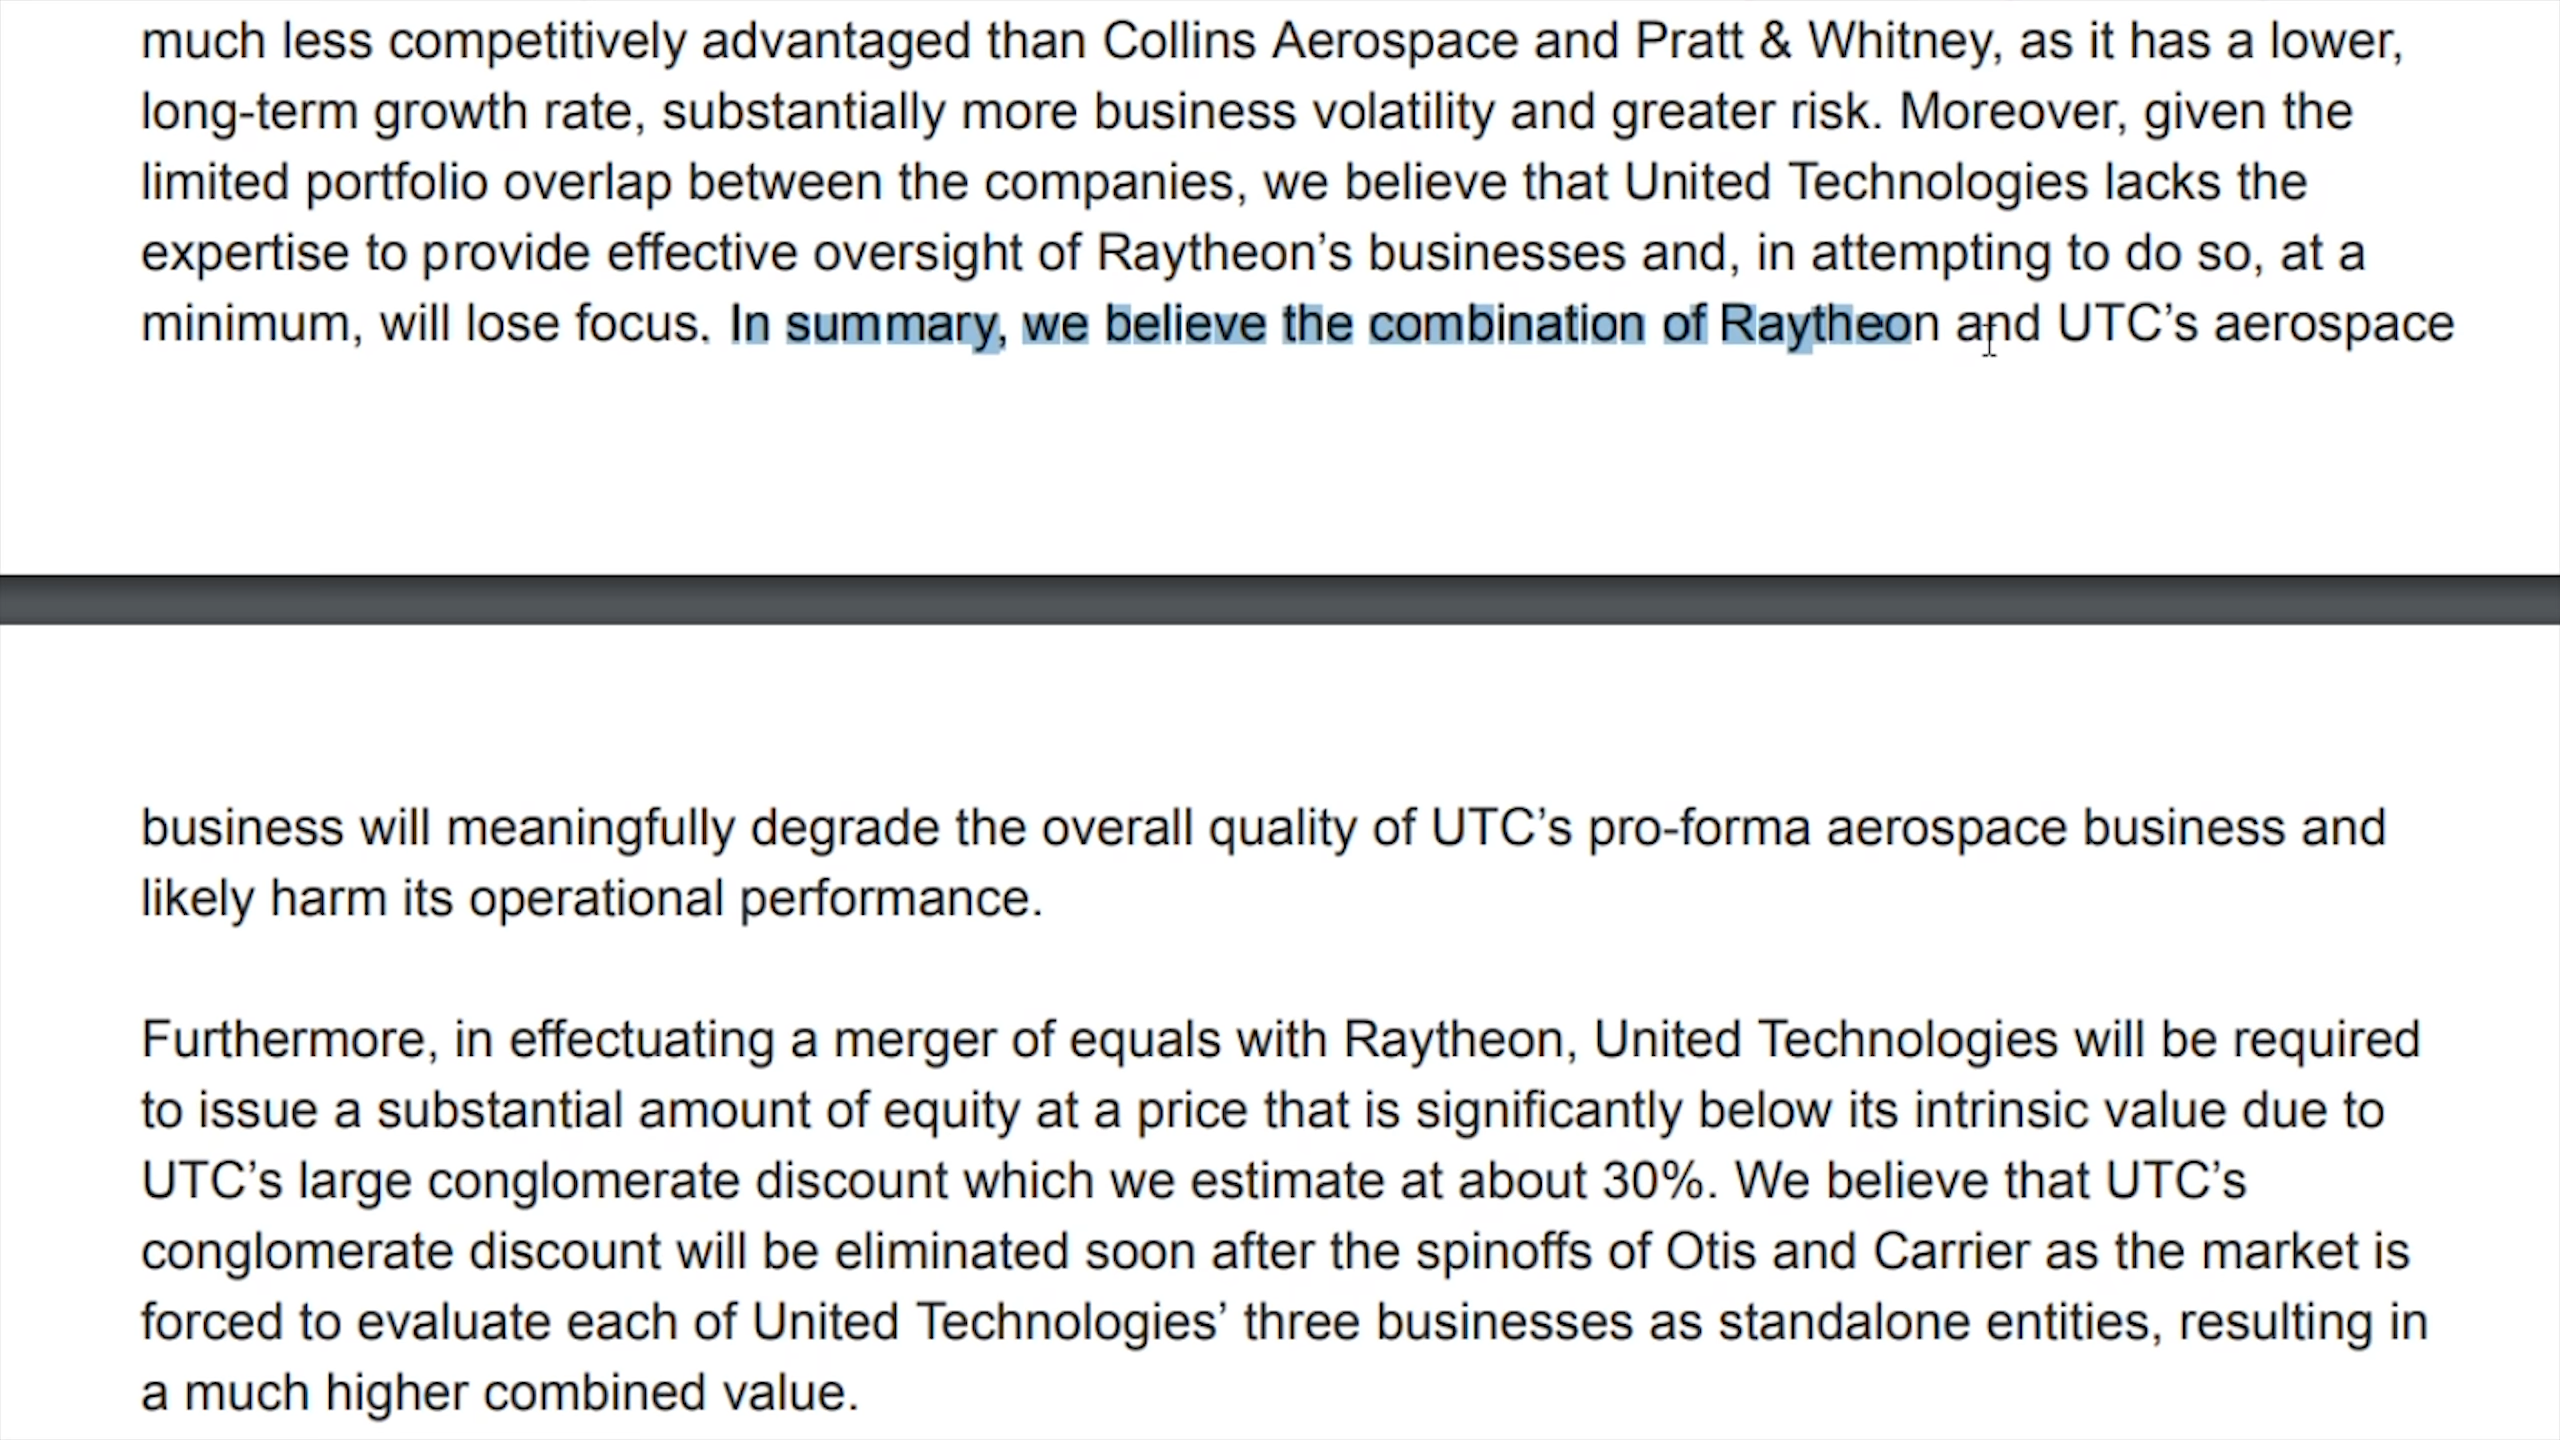 much less competitively advantaged than Collins Aerospace and Pratt & Whitney, as it has a lower,
long-term growth rate, substantially more business volatility and greater risk. Moreover, given the
limited portfolio overlap between the companies, we believe that United Technologies lacks the
expertise to provide effective oversight of Raytheon’s businesses and, in attempting to do so, at a
minimum, will lose focus. In summary, we believe the combination of Raytheon and UTC’s aerospace
business will meaningfully degrade the overall quality of UTC’s pro-forma aerospace business and
likely harm its operational performance.
Furthermore, in effectuating a merger of equals with Raytheon, United Technologies will be required
to issue a substantial amount of equity at a price that is significantly below its intrinsic value due to
UTC’s large conglomerate discount which we estimate at about 30%. We believe that UTC’s
conglomerate discount will be eliminated soon after the spinoffs of Otis and Carrier as the market is
forced to evaluate each of United Technologies’ three businesses as standalone entities, resulting in
a much higher combined value.